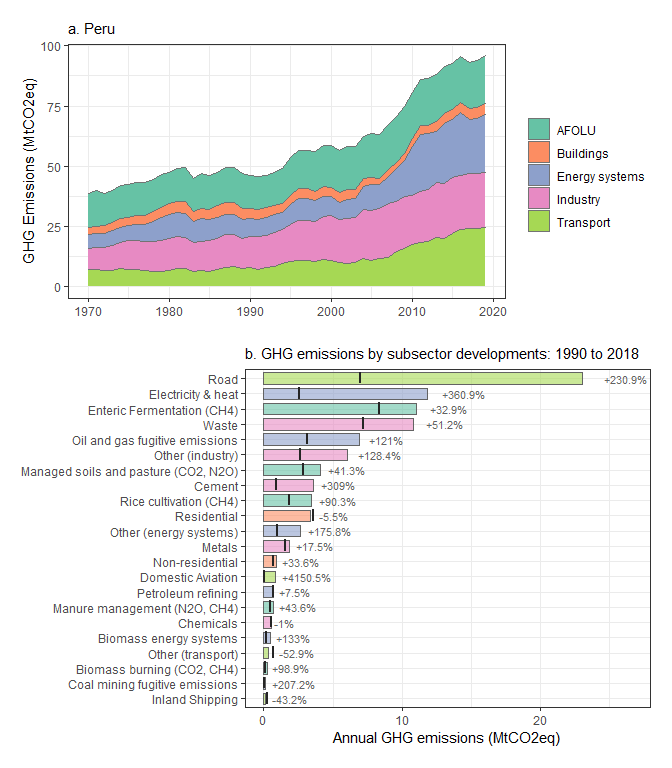 a. Peru
GHG Emissions (MtCO2eq)
100
75
50
25
0
1970
1980
1990
2000
2010
2020
AFOLU
Buildings
Energy systems
Industry
Transport
b. GHG emissions by subsector developments: 1990 to 2018
Road +230.9%
Electricity & heat +360.9%
Enteric Fermentation (CH4) +32.9%
Waste +51.2%
Oil and gas fugitive emissions +121%
Other (industry) +128.4%
Managed soils and pasture (CO2, N2O) +41.3%
Cement +309%
Rice cultivation (CH4) +90.3%
Residential -5.5%
Other (energy systems) +175.8%
Metals +17.5%
Non-residential +33.6%
Domestic Aviation +4150.5%
Petroleum refining +7.5%
Manure management (N2O, CH4) +43.6%
Chemicals -1%
Biomass energy systems +133%
Other (transport) -52.9%
Biomass burning (CO2, CH4) +98.9%
Coal mining fugitive emissions +207.2%
Inland Shipping -43.2%
0
10
20
Annual GHG emissions (MtCO2eq)